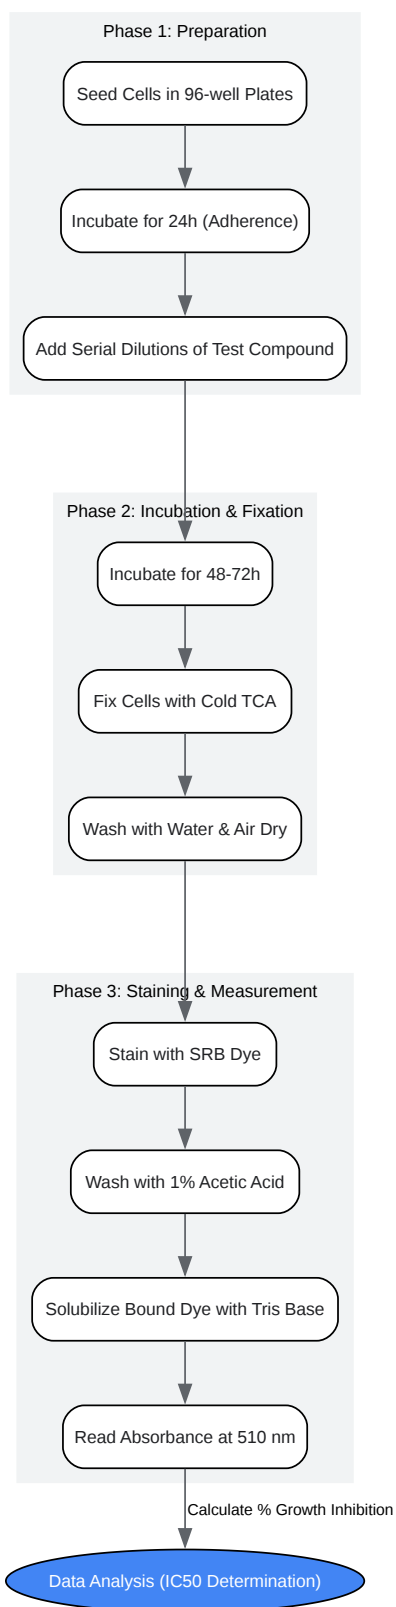 Phase 1: Preparation
Seed Cells in 96-well Plates
Incubate for 24h (Adherence)
Add Serial Dilutions of Test Compound
Phase 2: Incubation & Fixation
Incubate for 48-72h
Fix Cells with Cold TCA
Wash with Water & Air Dry
Phase 3: Staining & Measurement
Stain with SRB Dye
Wash with 1% Acetic Acid
Solubilize Bound Dye with Tris Base
Read Absorbance at 510 nm
Calculate % Growth Inhibition
Data Analysis (IC50 Determination)